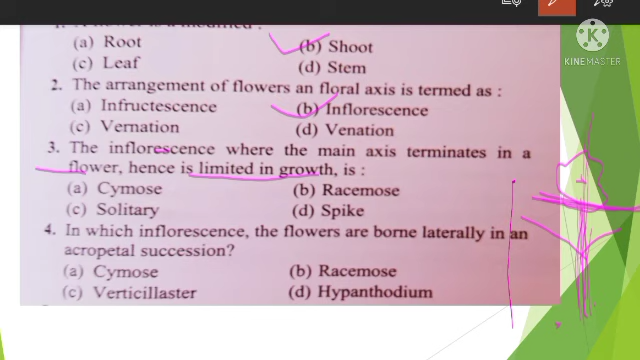 (a) Root (b) Shoot
(c) Leaf (d) Stem
2. The arrangement of flowers an floral axis is termed as :
(a) Infructescence (b) Inflorescence
(c) Vernation (d) Venation
3. The inflorescence where the main axis terminates in a
flower, hence is limited in growth, is :
(a) Cymose (b) Racemose
(c) Solitary (d) Spike
4. In which inflorescence, the flowers are borne laterally in an
acropetal succession?
(a) Cymose (b) Racemose
(c) Verticillaster (d) Hypanthodium
KINEMASTER